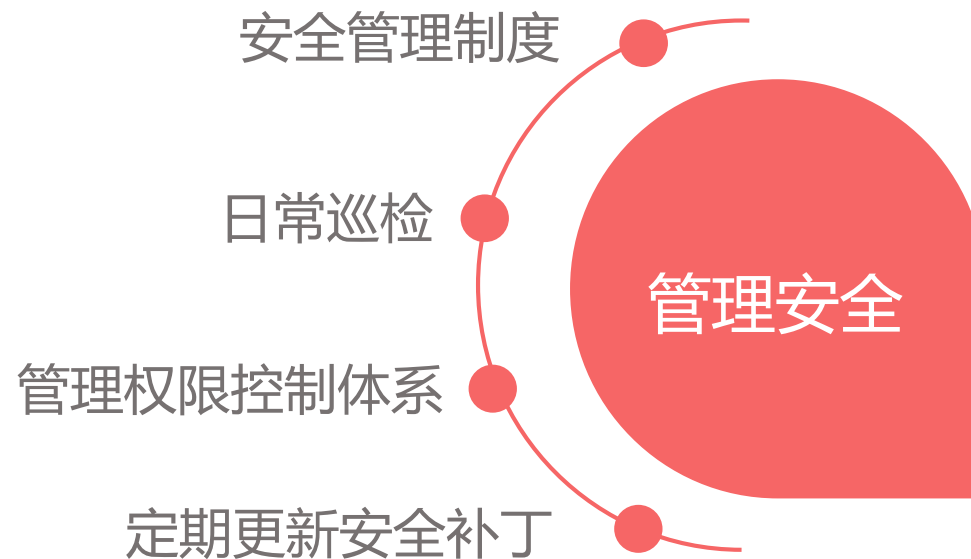 安全管理制度
日常巡检
管理安全
管理权限控制体系
定期更新安全补丁